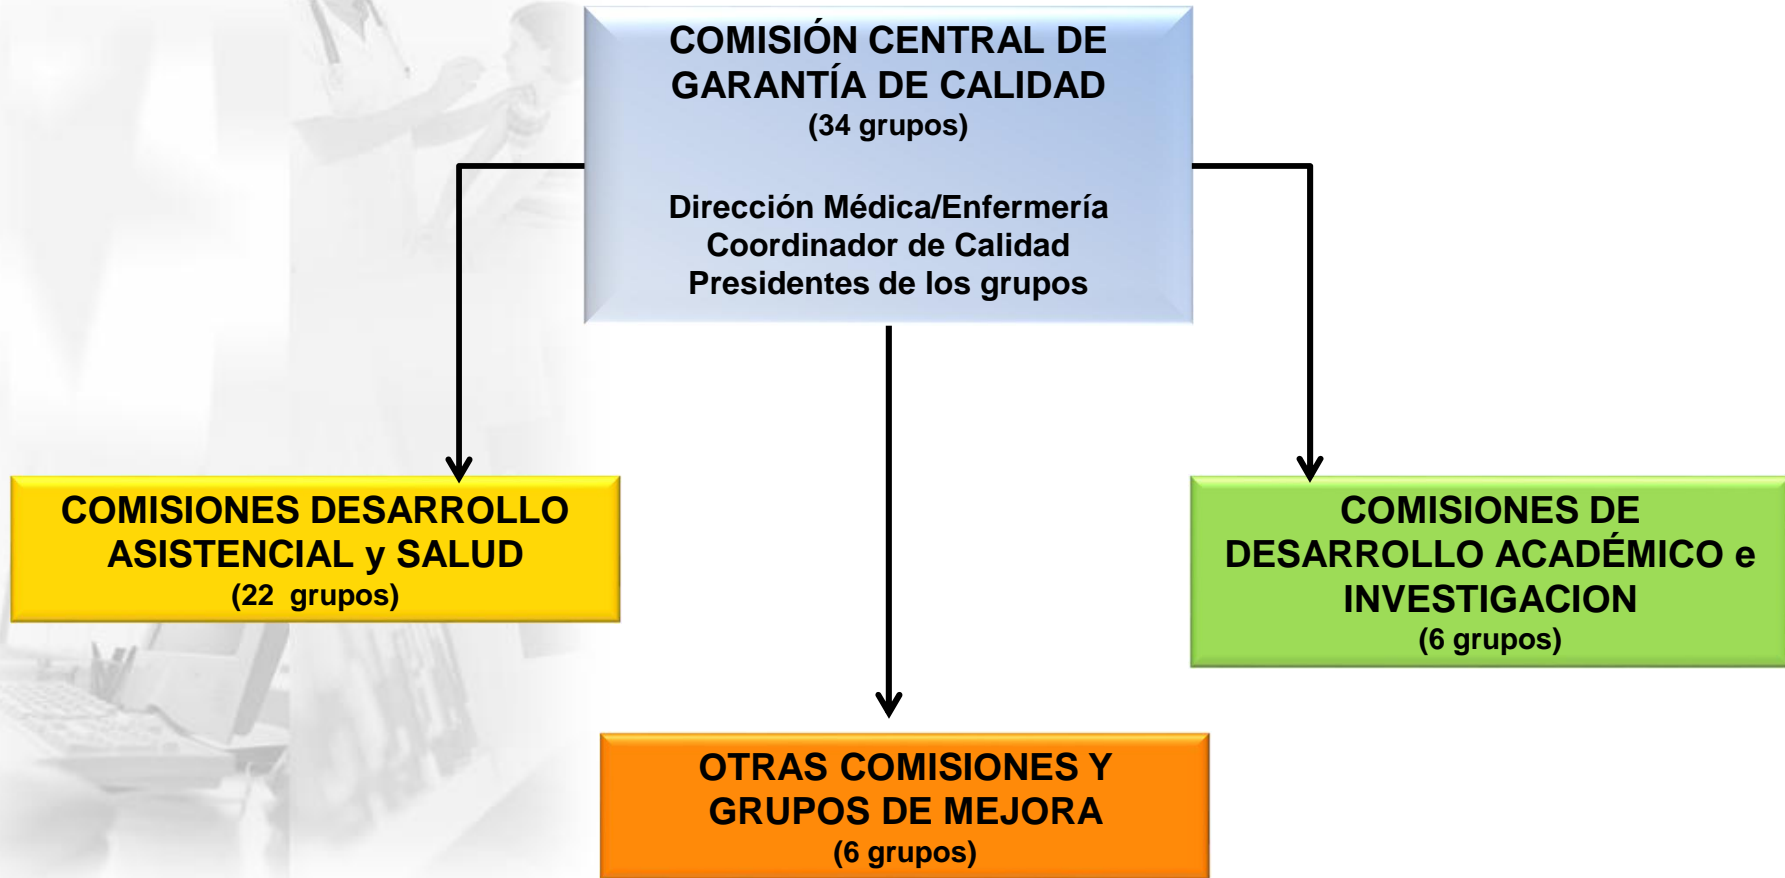 COMISIÓN CENTRAL DE
GARANTÍA DE CALIDAD
(34 grupos)
Dirección Médica/Enfermería
Coordinador de Calidad
Presidentes de los grupos
COMISIONES DESARROLLO
ASISTENCIAL y SALUD
(22 grupos)
COMISIONES DE
DESARROLLO ACADÉMICO e
INVESTIGACION
(6 grupos)
OTRAS COMISIONES Y
GRUPOS DE MEJORA
(6 grupos)